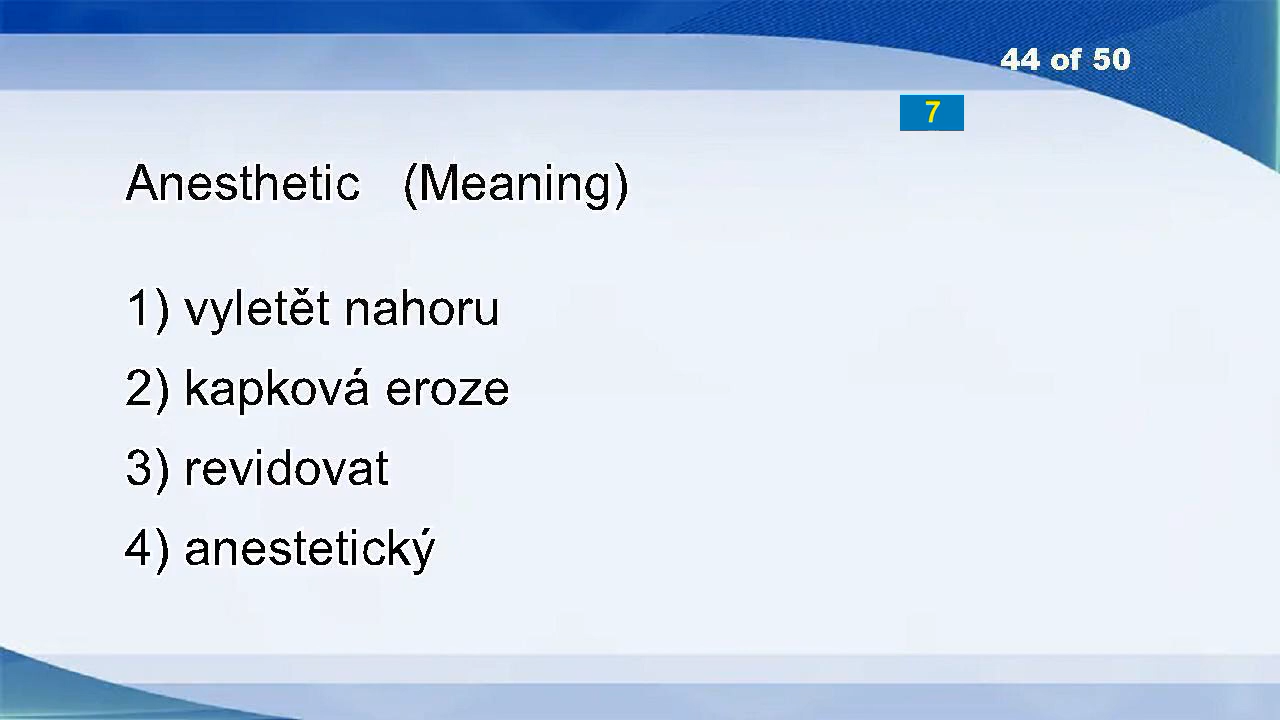 44 of 50
7
Anesthetic (Meaning)
1) vyletět nahoru
2) kapková eroze
3) revidovat
4) anestetický